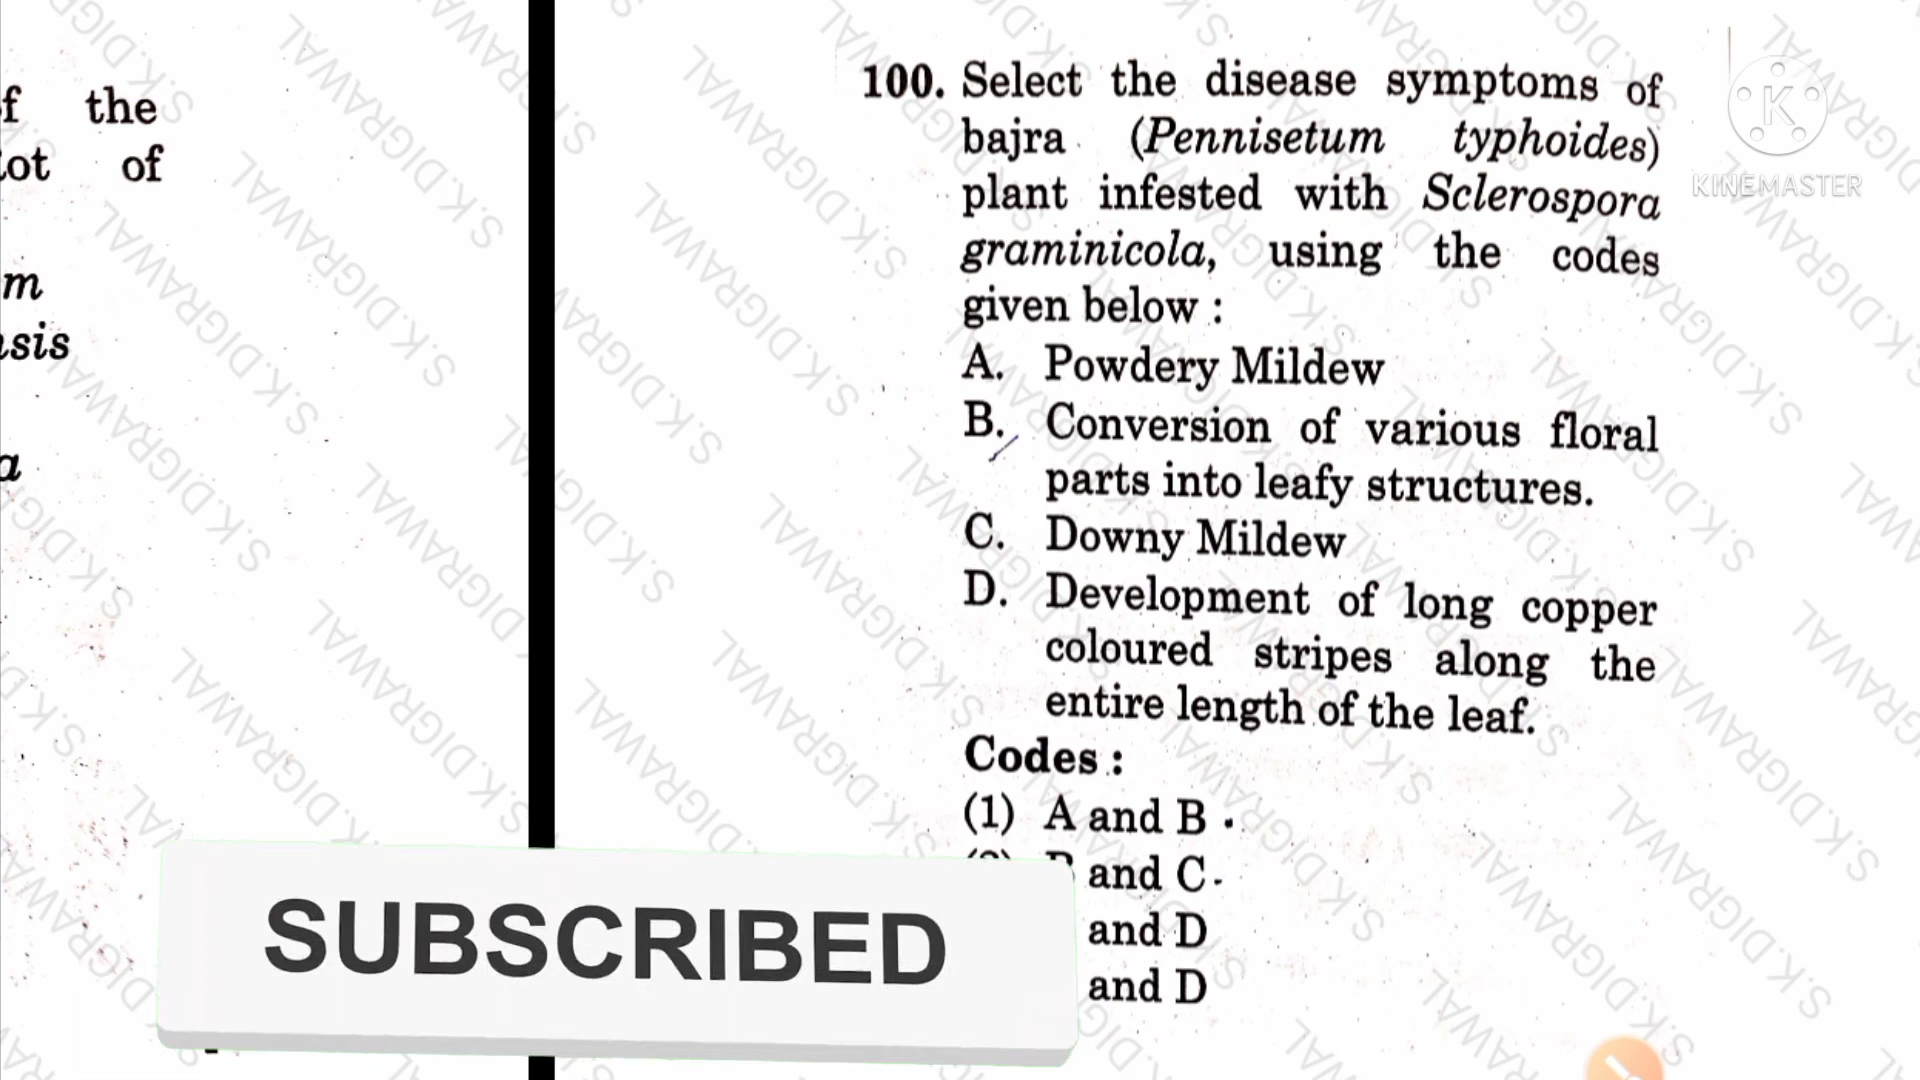 f the
ot of
m
sis
a
100. Select the disease symptoms of
bajra (Pennisetum typhoides)
plant infested with Sclerospora
graminicola, using the codes
given below :
A. Powdery Mildew
B. Conversion of various floral
parts into leafy structures.
C. Downy Mildew
D. Development of long copper
coloured stripes along the
entire length of the leaf.
Codes :
(1) A and B
and C
and D
and D
SUBSCRIBED
K
KINEMASTER
S.K.DIGRAWAL